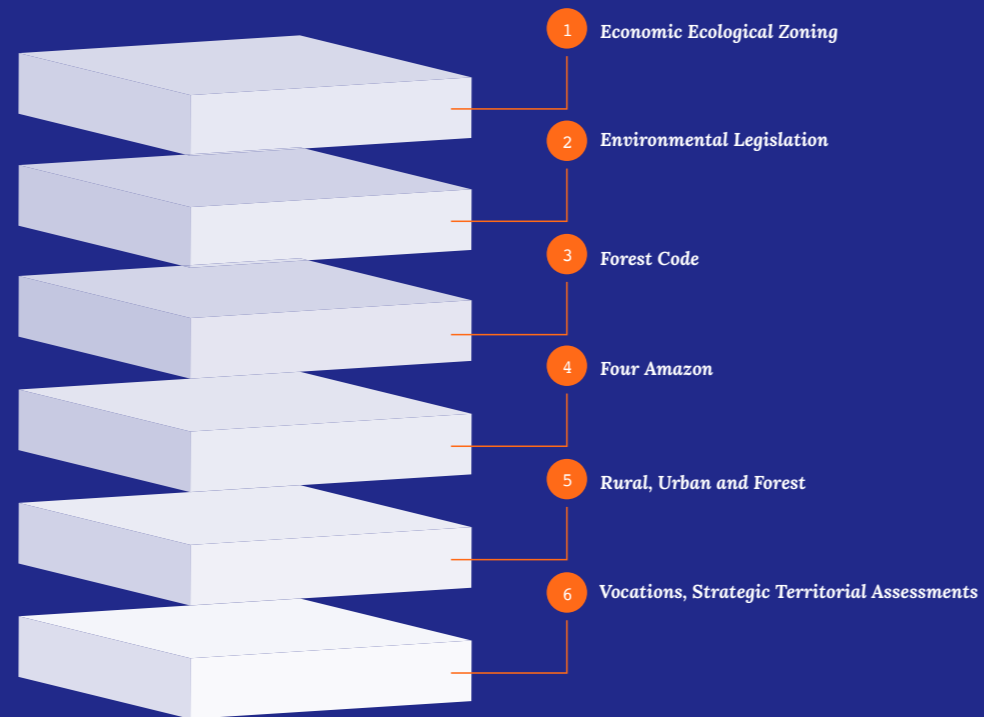 1 Economic Ecological Zoning
2 Environmental Legislation
3 Forest Code
4 Four Amazon
5 Rural, Urban and Forest
6 Vocations, Strategic Territorial Assessments